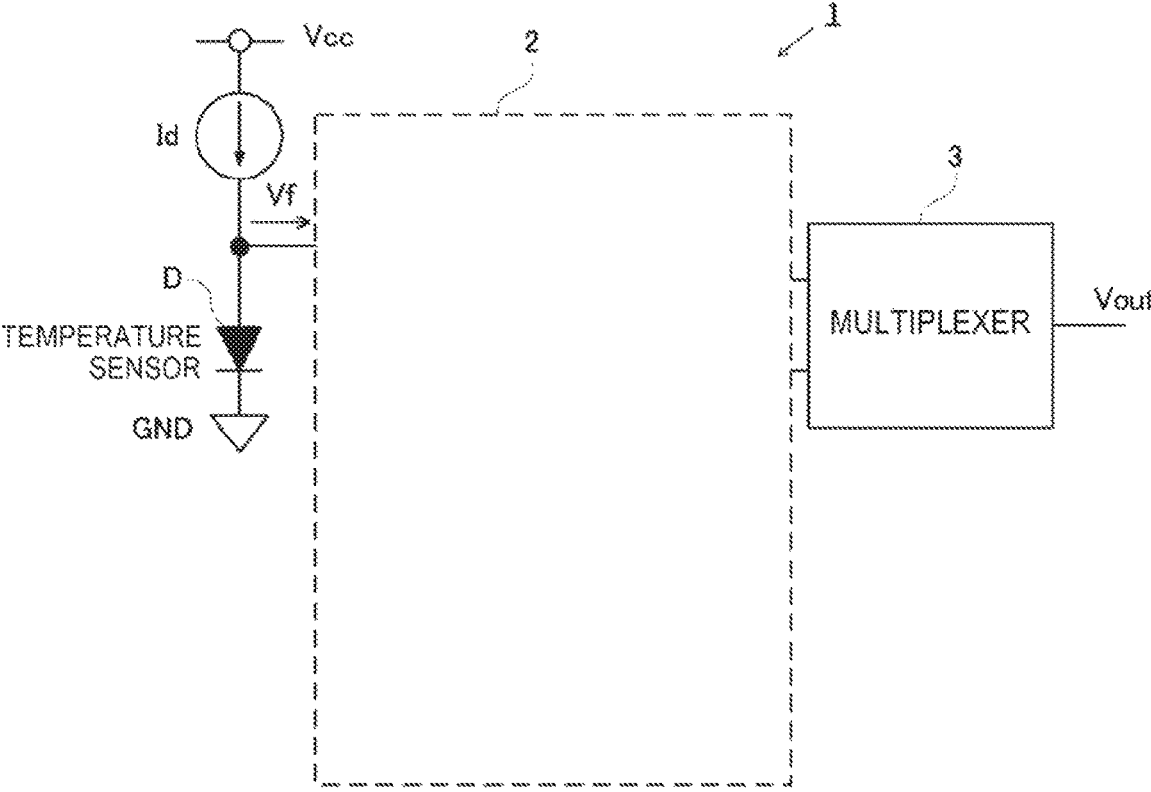 1
Vcc
2
Id
3
Vf
D
Vout
TEMPERATURE
SENSOR
MULTIPLEXER
GND